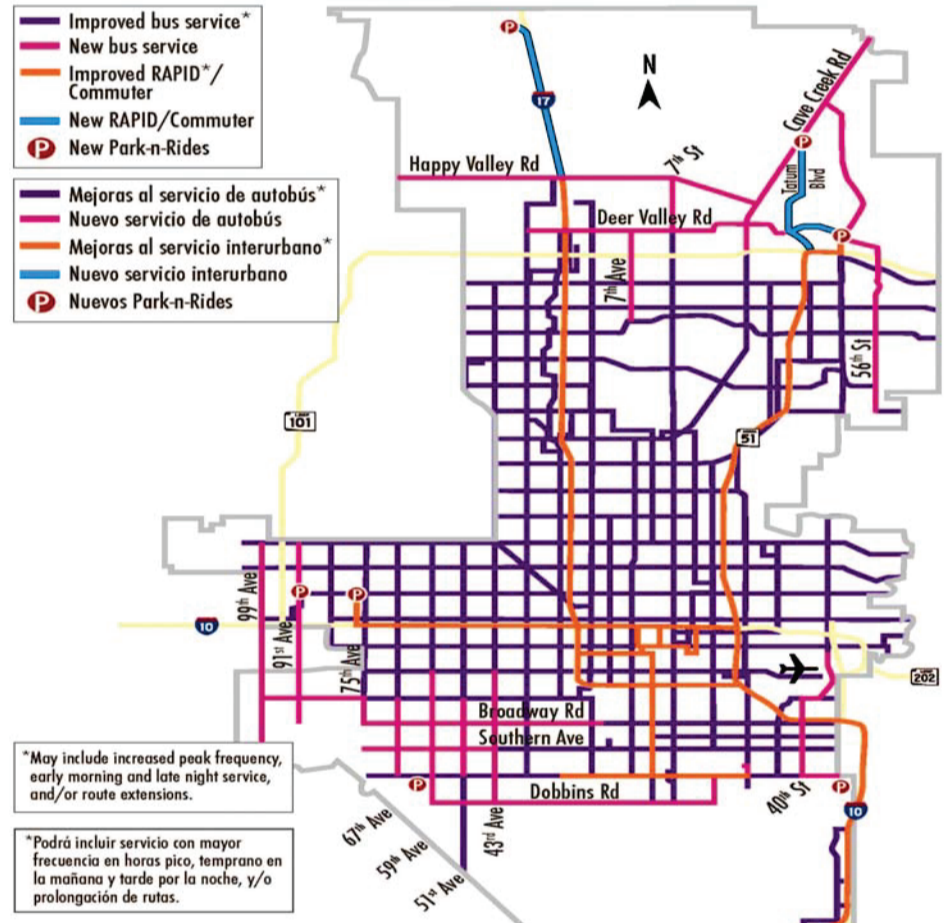 Improved bus service*
New bus service
Improved RAPID*/
Commuter
New RAPID/Commuter
P New Park-n-Rides
Mejoras al servicio de autobús*
Nuevo servicio de autobús
Mejoras al servicio interurbano*
Nuevo servicio interurbano
P Nuevos Park-n-Rides
P
17
N
Cave Creek Rd
P
Happy Valley Rd
7th St
Tatum
Blvd
Deer Valley Rd
P
7th Ave
56th St
101
51
99th Ave
P
P
10
91st Ave
75th Ave
202
Broadway Rd
Southern Ave
*May include increased peak frequency,
early morning and late night service,
and/or route extensions.
P
Dobbins Rd
40th St
P
10
67th Ave
59th Ave
43rd Ave
51st Ave
*Podrá incluir servicio con mayor
frecuencia en horas pico, temprano en
la mañana y tarde por la noche, y/o
prolongación de rutas.